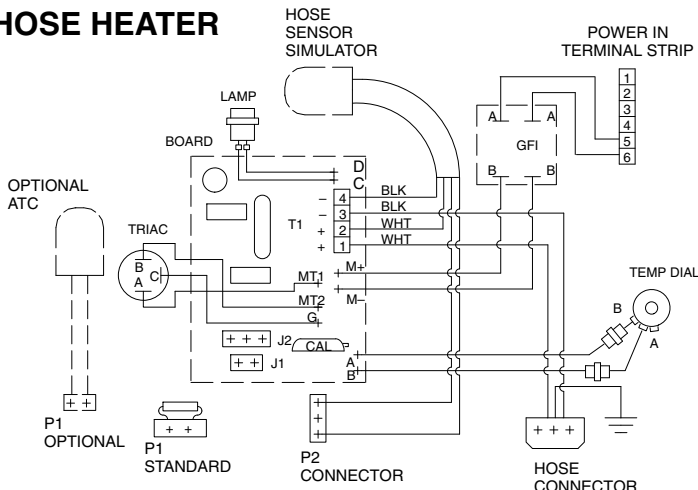 HOSE HEATER
HOSE
SENSOR
SIMULATOR
POWER IN
TERMINAL STRIP
1
2
3
4
5
6
LAMP
BOARD
A A
GFI
B B
OPTIONAL
ATC
TRIAC
D
C
T1
– 4 BLK
– 3 BLK
+ 2 WHT
+ 1 WHT
B
A
C
MT1
MT2
G
M+
M–
TEMP DIAL
B
A
J2
J1
CAL
A
B
+ + +
+ +
+ +
P1
OPTIONAL
+ +
P1
STANDARD
+
+
+
P2
CONNECTOR
+ + +
HOSE
CONNECTOR